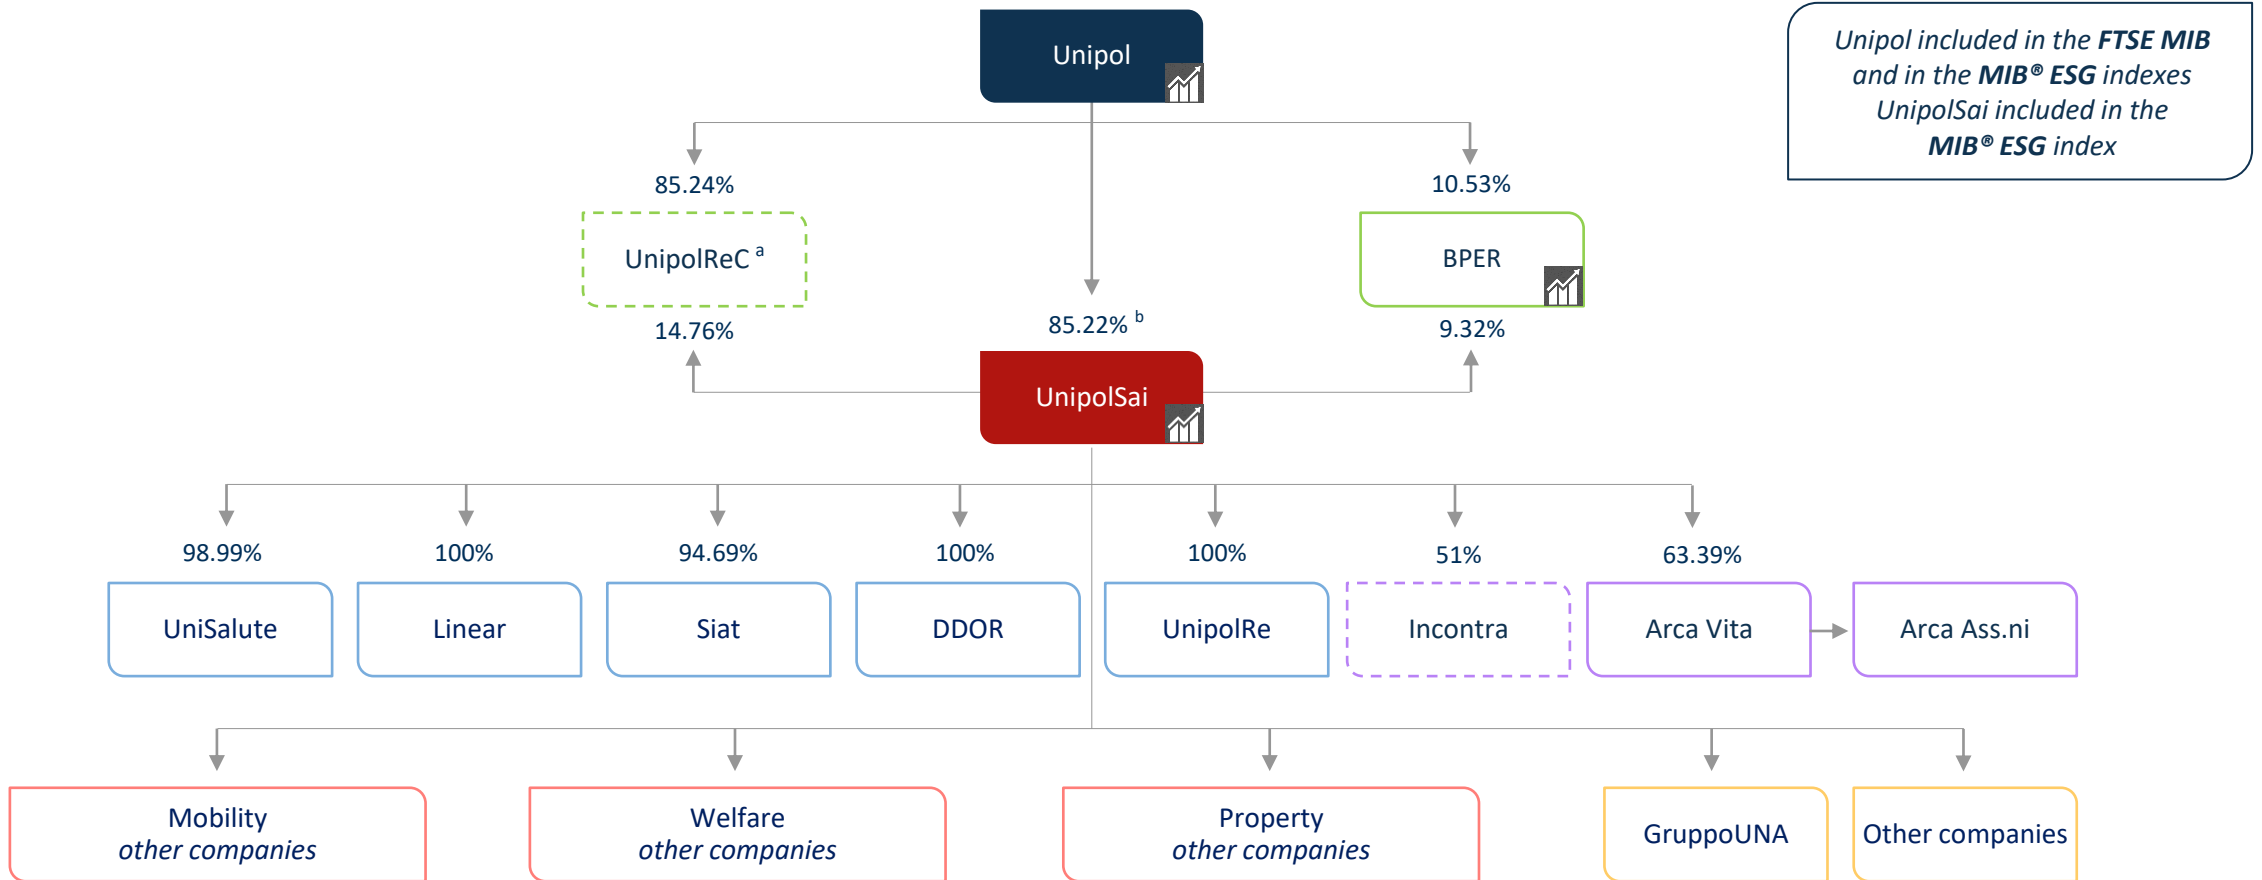 Unipol
Unipol included in the FTSE MIB
and in the MIB® ESG indexes
UnipolSai included in the
MIB® ESG index
85.24%
10.53%
UnipolReC a
BPER
14.76%
85.22% b
9.32%
UnipolSai
98.99%
100%
94.69%
100%
100%
51%
63.39%
UniSalute
Linear
Siat
DDOR
UnipolRe
Incontra
Arca Vita
Arca Ass.ni
Mobility
other companies
Welfare
other companies
Property
other companies
GruppoUNA
Other companies